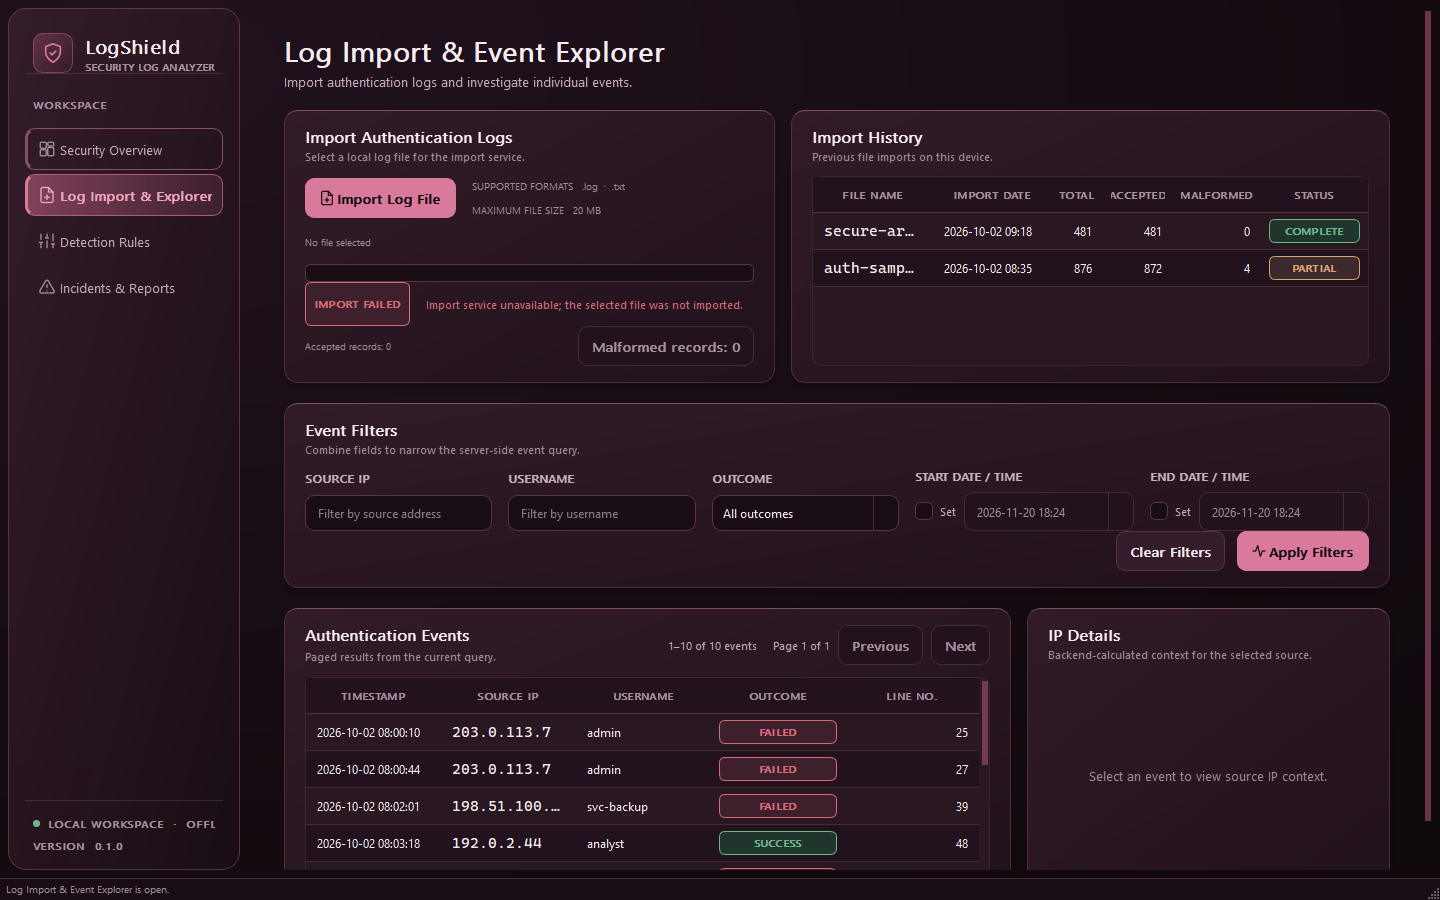 LogShield
SECURITY LOG ANALYZER
WORKSPACE
Security Overview
Log Import & Explorer
Detection Rules
Incidents & Reports
LOCAL WORKSPACE · OFFL
VERSION 0.1.0
Log Import & Event Explorer
Import authentication logs and investigate individual events.
Import Authentication Logs
Select a local log file for the import service.
Import Log File
SUPPORTED FORMATS .log · .txt
MAXIMUM FILE SIZE 20 MB
No file selected
IMPORT FAILED Import service unavailable; the selected file was not imported.
Accepted records: 0 Malformed records: 0
Import History
Previous file imports on this device.
FILE NAME IMPORT DATE TOTAL ACCEPTED MALFORMED STATUS
secure-ar… 2026-10-02 09:18 481 481 0 COMPLETE
auth-samp… 2026-10-02 08:35 876 872 4 PARTIAL
Event Filters
Combine fields to narrow the server-side event query.
SOURCE IP USERNAME OUTCOME START DATE / TIME END DATE / TIME
Filter by source address Filter by username All outcomes Set 2026-11-20 18:24 Set 2026-11-20 18:24
Clear Filters Apply Filters
Authentication Events
Paged results from the current query.
1–10 of 10 events Page 1 of 1 Previous Next
TIMESTAMP SOURCE IP USERNAME OUTCOME LINE NO.
2026-10-02 08:00:10 203.0.113.7 admin FAILED 25
2026-10-02 08:00:44 203.0.113.7 admin FAILED 27
2026-10-02 08:02:01 198.51.100.… svc-backup FAILED 39
2026-10-02 08:03:18 192.0.2.44 analyst SUCCESS 48
IP Details
Backend-calculated context for the selected source.
Select an event to view source IP context.
Log Import & Event Explorer is open.